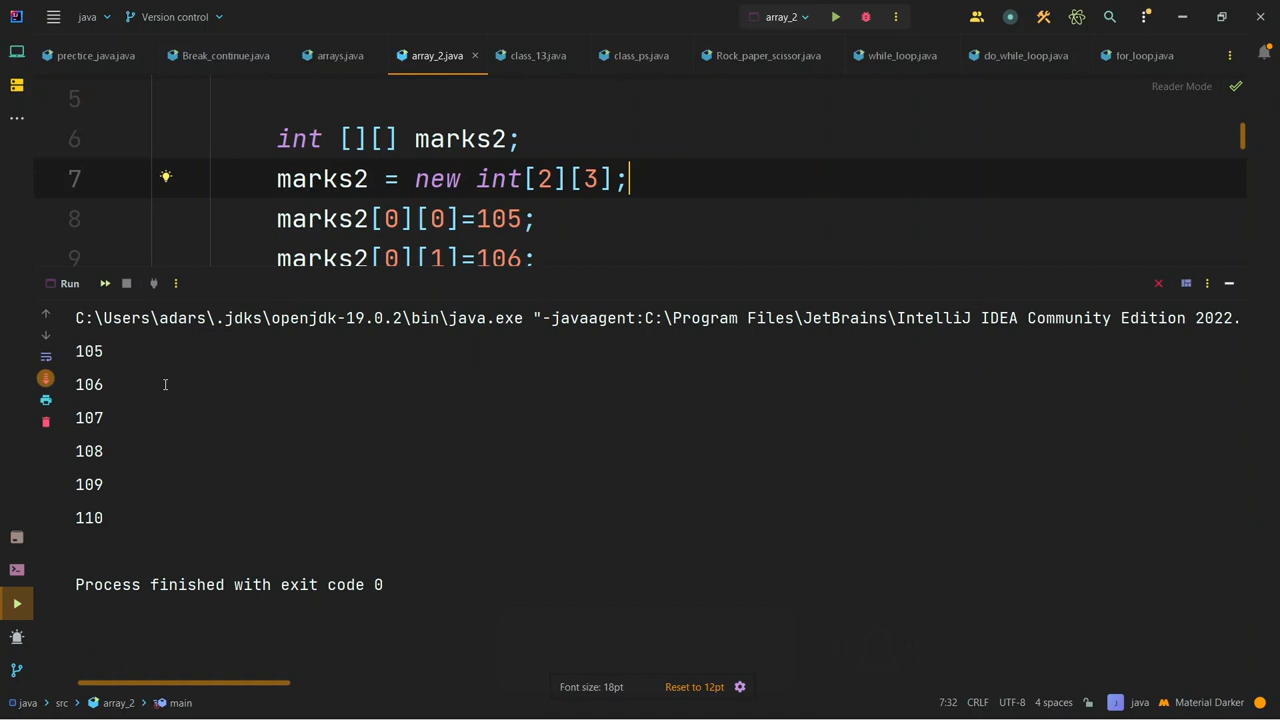 java Version control array_2
prectice_java.java Break_continue.java arrays.java array_2.java class_13.java class_ps.java Rock_paper_scissor.java while_loop.java do_while_loop.java for_loop.java
Reader Mode
5
6 int [][] marks2;
7 marks2 = new int[2][3];
8 marks2[0][0]=105;
9 marks2[0][1]=106;
Run
C:\Users\adars\.jdks\openjdk-19.0.2\bin\java.exe "-javaagent:C:\Program Files\JetBrains\IntelliJ IDEA Community Edition 2022.
105
106
107
108
109
110
Process finished with exit code 0
Font size: 18pt Reset to 12pt
java src array_2 main 7:32 CRLF UTF-8 4 spaces java Material Darker